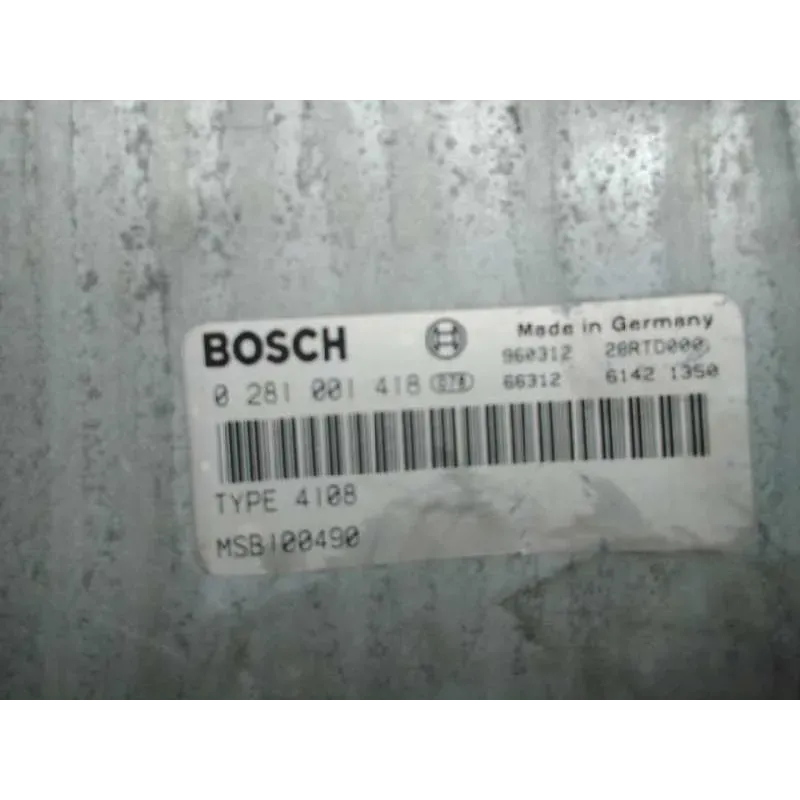 BOSCH
Made in Germany
960312 28RTD000
0 281 001 418 66312 6142 1350
TYPE 4108
MSB100490